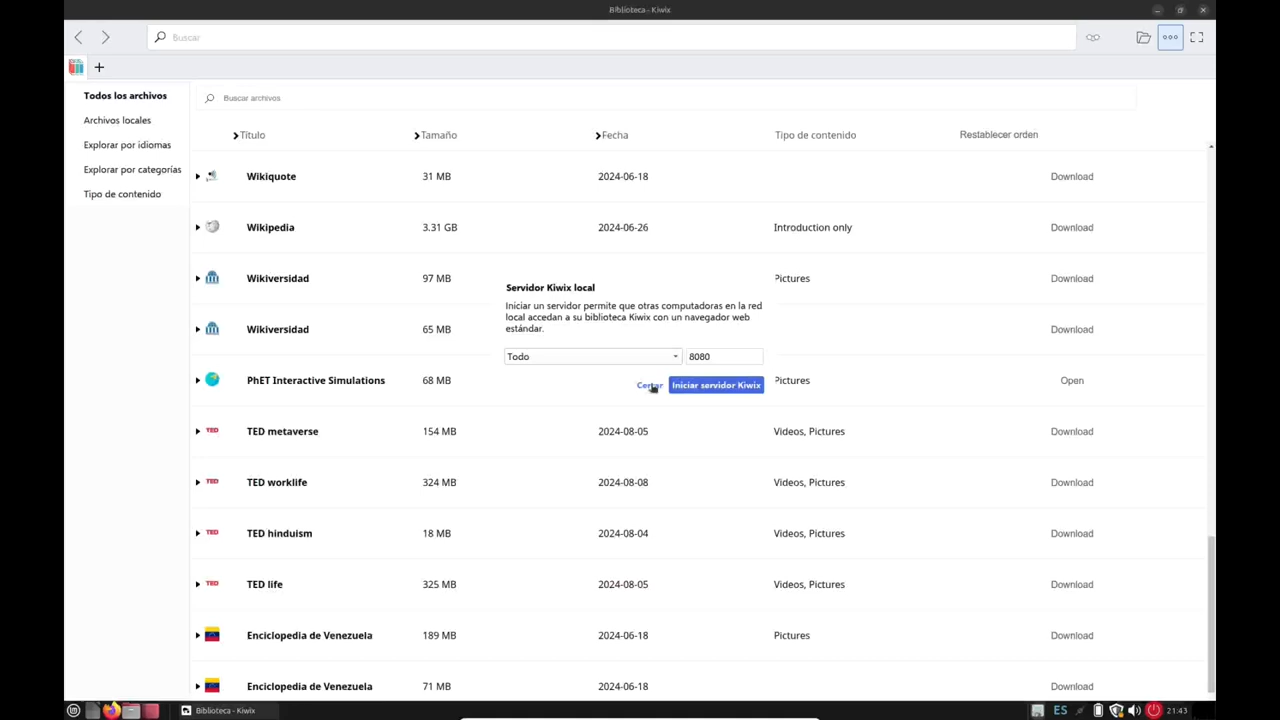 Biblioteca - Kiwix
Buscar
Todos los archivos
Archivos locales
Explorar por idiomas
Explorar por categorías
Tipo de contenido
Buscar archivos
Título Tamaño Fecha Tipo de contenido Restablecer orden
Wikiquote 31 MB 2024-06-18 Download
Wikipedia 3.31 GB 2024-06-26 Introduction only Download
Wikiversidad 97 MB Pictures Download
Servidor Kiwix local
Iniciar un servidor permite que otras computadoras en la red
local accedan a su biblioteca Kiwix con un navegador web
estándar.
Wikiversidad 65 MB Download
Todo 8080
Cerrar Iniciar servidor Kiwix
PhET Interactive Simulations 68 MB Pictures Open
TED metaverse 154 MB 2024-08-05 Videos, Pictures Download
TED worklife 324 MB 2024-08-08 Videos, Pictures Download
TED hinduism 18 MB 2024-08-04 Videos, Pictures Download
TED life 325 MB 2024-08-05 Videos, Pictures Download
Enciclopedia de Venezuela 189 MB 2024-06-18 Pictures Download
Enciclopedia de Venezuela 71 MB 2024-06-18 Download
Biblioteca - Kiwix ES 21:43